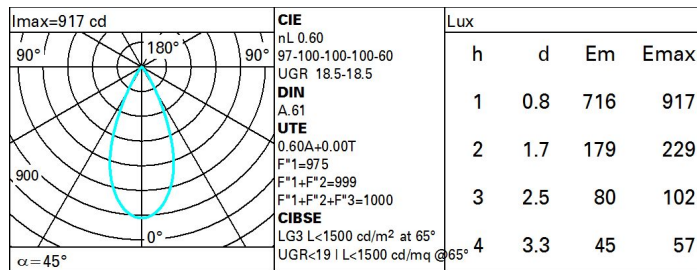 Imax=917 cd
90°
180°
90°
900
0°
α=45°
CIE
nL 0.60
97-100-100-100-60
UGR 18.5-18.5
DIN
A.61
UTE
0.60A+0.00T
F"1=975
F"1+F"2=999
F"1+F"2+F"3=1000
CIBSE
LG3 L<1500 cd/m² at 65°
UGR<19 | L<1500 cd/mq @65°
Lux
h d Em Emax
1 0.8 716 917
2 1.7 179 229
3 2.5 80 102
4 3.3 45 57